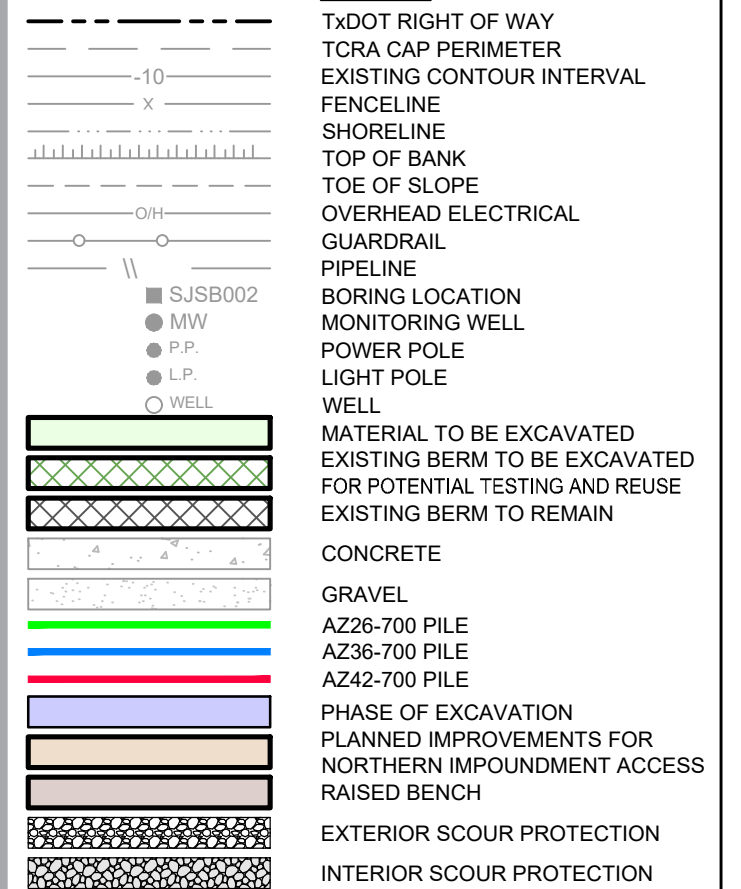 TxDOT RIGHT OF WAY
TCRA CAP PERIMETER
-10 EXISTING CONTOUR INTERVAL
X FENCELINE
SHORELINE
TOP OF BANK
TOE OF SLOPE
O/H OVERHEAD ELECTRICAL
GUARDRAIL
PIPELINE
SJSB002 BORING LOCATION
MW MONITORING WELL
P.P. POWER POLE
L.P. LIGHT POLE
WELL WELL
MATERIAL TO BE EXCAVATED
EXISTING BERM TO BE EXCAVATED
FOR POTENTIAL TESTING AND REUSE
EXISTING BERM TO REMAIN
CONCRETE
GRAVEL
AZ26-700 PILE
AZ36-700 PILE
AZ42-700 PILE
PHASE OF EXCAVATION
PLANNED IMPROVEMENTS FOR
NORTHERN IMPOUNDMENT ACCESS
RAISED BENCH
EXTERIOR SCOUR PROTECTION
INTERIOR SCOUR PROTECTION